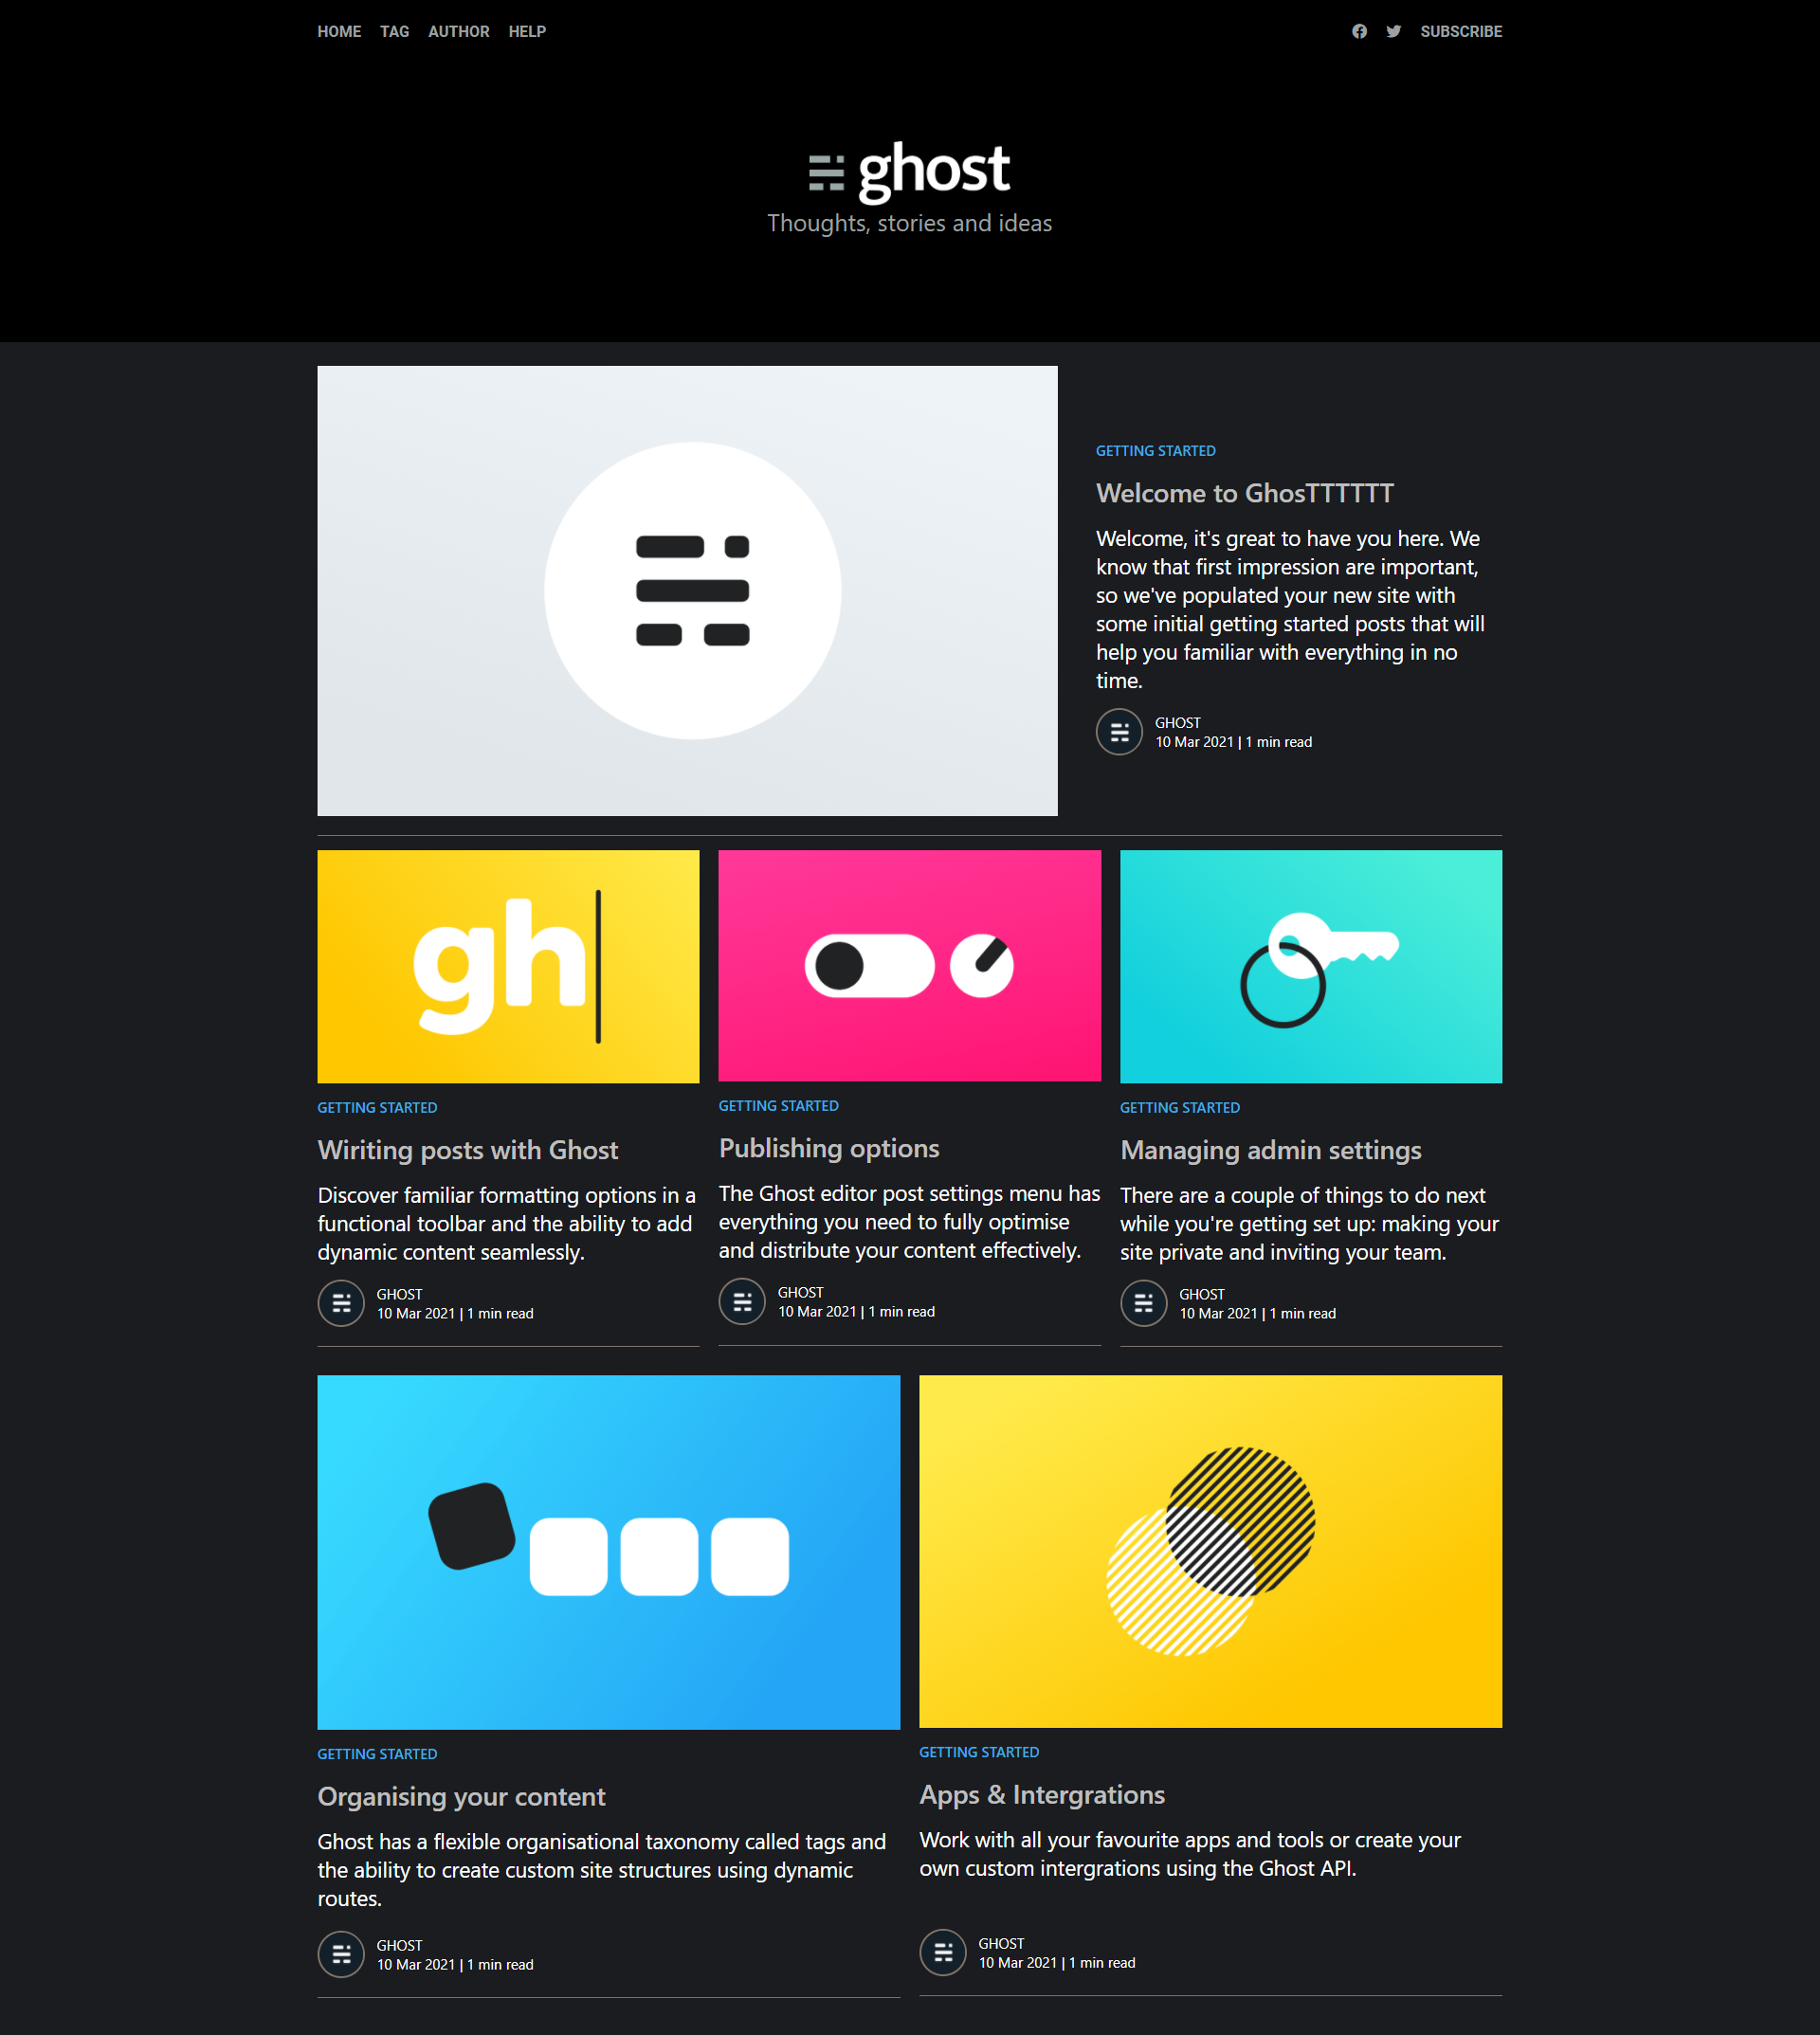 HOME TAG AUTHOR HELP SUBSCRIBE
ghost
Thoughts, stories and ideas
GETTING STARTED
Welcome to GhosTTTTTT
Welcome, it's great to have you here. We
know that first impression are important,
so we've populated your new site with
some initial getting started posts that will
help you familiar with everything in no
time.
GHOST
10 Mar 2021 | 1 min read
gh
GETTING STARTED
Wiriting posts with Ghost
Discover familiar formatting options in a
functional toolbar and the ability to add
dynamic content seamlessly.
GHOST
10 Mar 2021 | 1 min read
GETTING STARTED
Publishing options
The Ghost editor post settings menu has
everything you need to fully optimise
and distribute your content effectively.
GHOST
10 Mar 2021 | 1 min read
GETTING STARTED
Managing admin settings
There are a couple of things to do next
while you're getting set up: making your
site private and inviting your team.
GHOST
10 Mar 2021 | 1 min read
GETTING STARTED
Organising your content
Ghost has a flexible organisational taxonomy called tags and
the ability to create custom site structures using dynamic
routes.
GHOST
10 Mar 2021 | 1 min read
GETTING STARTED
Apps & Intergrations
Work with all your favourite apps and tools or create your
own custom intergrations using the Ghost API.
GHOST
10 Mar 2021 | 1 min read